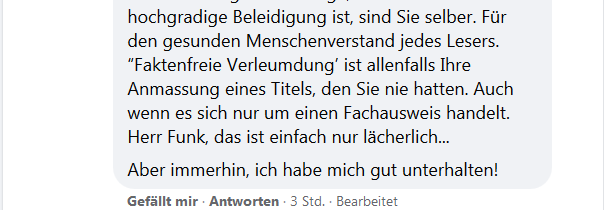 hochgradige Beleidigung ist, sind Sie selber. Für
den gesunden Menschenverstand jedes Lesers.
“Faktenfreie Verleumdung’ ist allenfalls Ihre
Anmassung eines Titels, den Sie nie hatten. Auch
wenn es sich nur um einen Fachausweis handelt.
Herr Funk, das ist einfach nur lächerlich...
Aber immerhin, ich habe mich gut unterhalten!
Gefällt mir · Antworten · 3 Std. · Bearbeitet